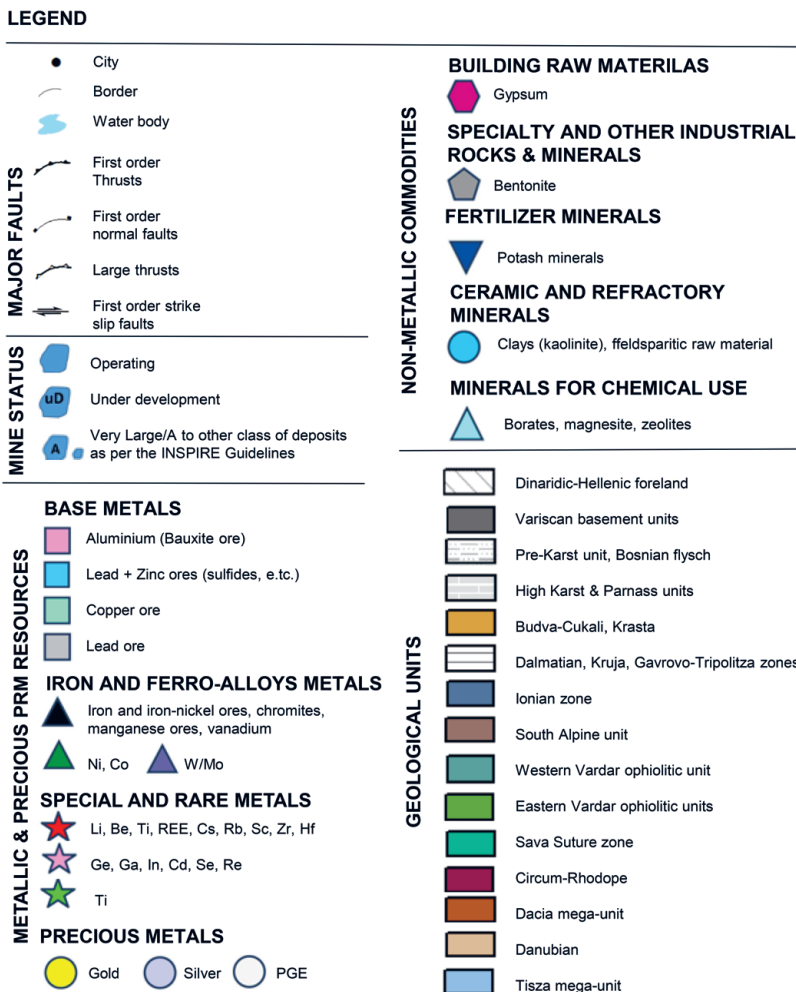 LEGEND
MAJOR FAULTS
City
Border
Water body
First order
Thrusts
First order
normal faults
Large thrusts
First order strike
slip faults
MINE STATUS
Operating
uD
Under development
A
Very Large/A to other class of deposits
as per the INSPIRE Guidelines
METALLIC & PRECIOUS PRM RESOURCES
BASE METALS
Aluminium (Bauxite ore)
Lead + Zinc ores (sulfides, e.tc.)
Copper ore
Lead ore
IRON AND FERRO-ALLOYS METALS
Iron and iron-nickel ores, chromites,
manganese ores, vanadium
Ni, Co
W/Mo
SPECIAL AND RARE METALS
Li, Be, Ti, REE, Cs, Rb, Sc, Zr, Hf
Ge, Ga, In, Cd, Se, Re
Ti
PRECIOUS METALS
Gold
Silver
PGE
NON-METALLIC COMMODITIES
BUILDING RAW MATERILAS
Gypsum
SPECIALTY AND OTHER INDUSTRIAL
ROCKS & MINERALS
Bentonite
FERTILIZER MINERALS
Potash minerals
CERAMIC AND REFRACTORY
MINERALS
Clays (kaolinite), ffeldsparitic raw material
MINERALS FOR CHEMICAL USE
Borates, magnesite, zeolites
GEOLOGICAL UNITS
Dinaridic-Hellenic foreland
Variscan basement units
Pre-Karst unit, Bosnian flysch
High Karst & Parnass units
Budva-Cukali, Krasta
Dalmatian, Kruja, Gavrovo-Tripolitza zones
Ionian zone
South Alpine unit
Western Vardar ophiolitic unit
Eastern Vardar ophiolitic units
Sava Suture zone
Circum-Rhodope
Dacia mega-unit
Danubian
Tisza mega-unit